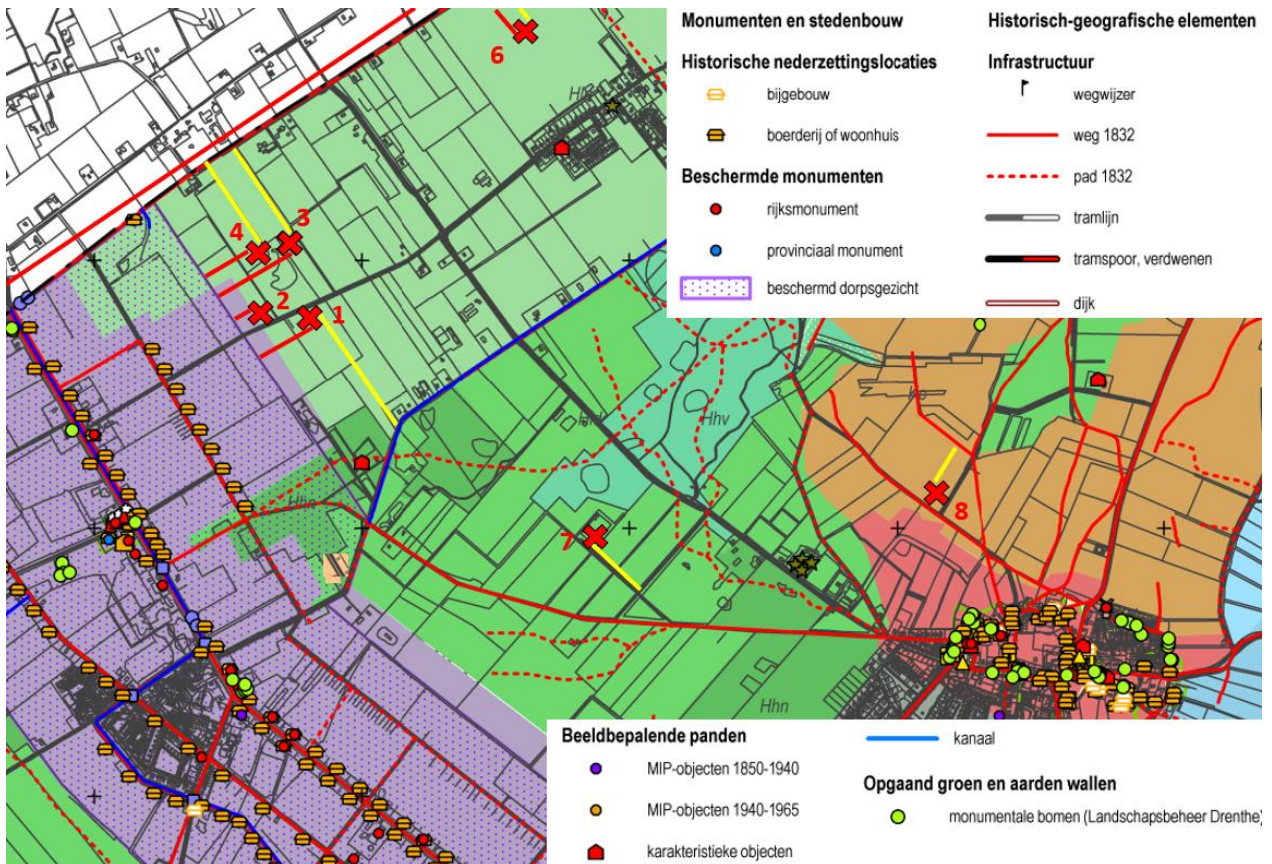 Monumenten en stedenbouw
Historische nederzettingslocaties
bijgebouw
boerderij of woonhuis
Beschermde monumenten
rijksmonument
provinciaal monument
beschermd dorpsgezicht
Historisch-geografische elementen
Infrastructuur
wegwijzer
weg 1832
pad 1832
tramlijn
tramspoor, verdwenen
dijk
6
3
4
2
1
Hhv
7
8
Hhn
Hhn
Beeldbepalende panden
MIP-objecten 1850-1940
MIP-objecten 1940-1965
karakteristieke objecten
kanaal
Opgaand groen en aarden wallen
monumentale bomen (Landschapsbeheer Drenthe)